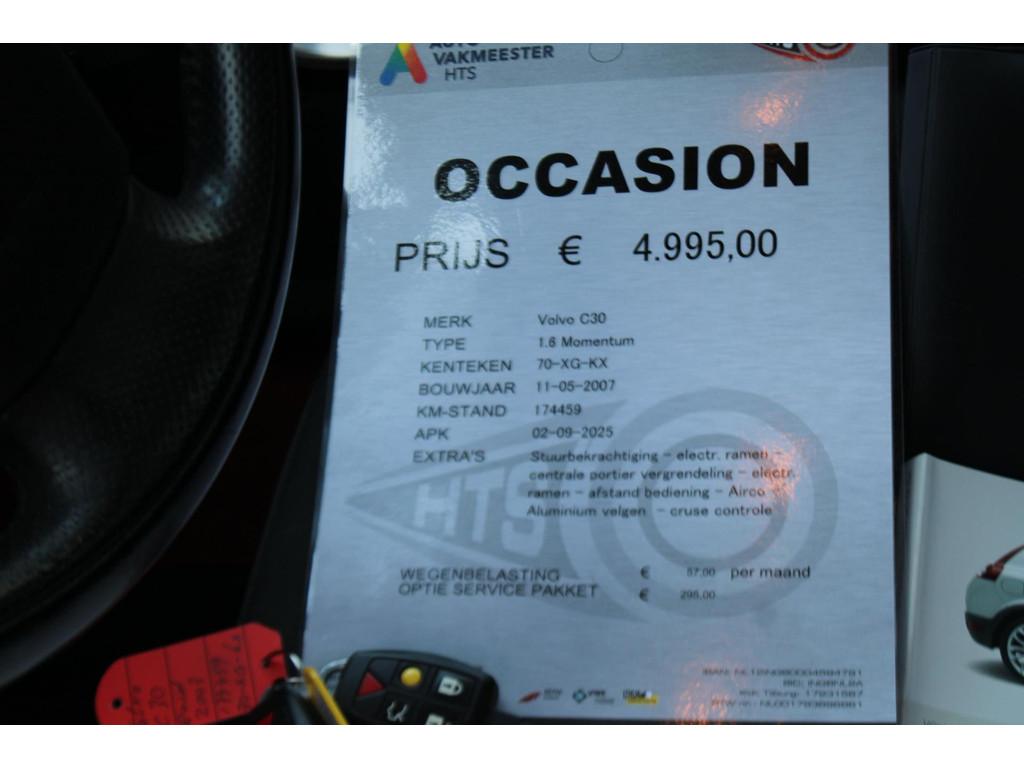 VAKMEESTER
HTS
OCCASION
PRIJS € 4.995,00
MERK Volvo C30
TYPE 1.6 Momentum
KENTEKEN 70-XG-KX
BOUWJAAR 11-05-2007
KM-STAND 174459
APK 02-09-2025
EXTRA'S Stuurbekrachtiging - electr. ramen -
centrale portier vergrendeling - electr.
ramen - afstand bediening - Airco -
Aluminium velgen - cruse controle
HTS
WEGENBELASTING € 57,00 per maand
OPTIE SERVICE PAKKET € 295,00